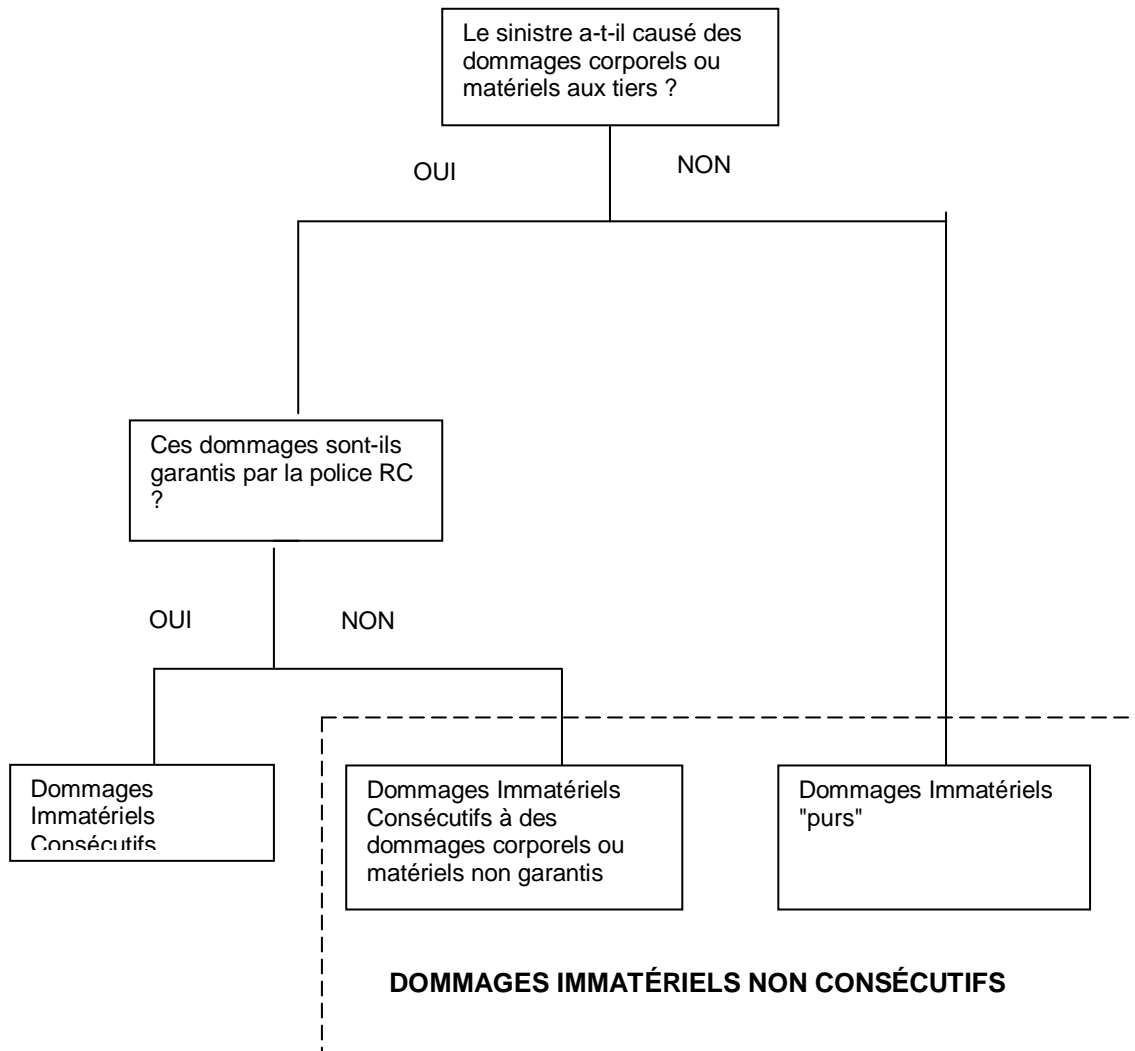 Le sinistre a-t-il causé des
dommages corporels ou
matériels aux tiers ?
OUI
NON
Ces dommages sont-ils
garantis par la police RC
?
OUI
NON
Dommages
Immatériels
Consécutifs
Dommages Immatériels
Consécutifs à des
dommages corporels ou
matériels non garantis
Dommages Immatériels
"purs"
DOMMAGES IMMATÉRIELS NON CONSÉCUTIFS